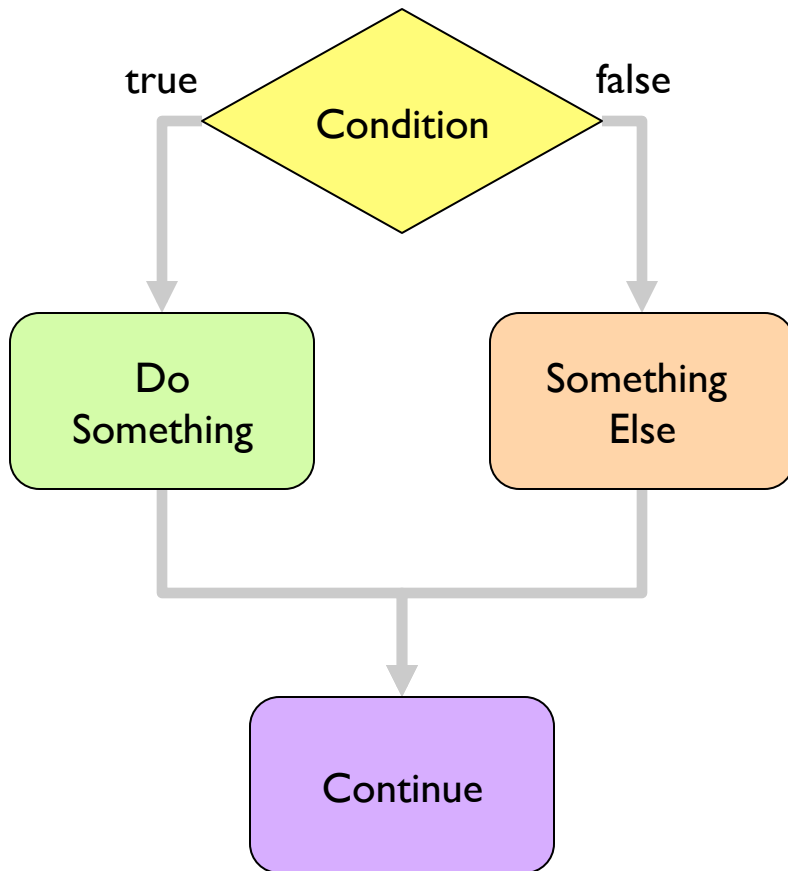 true
false
Condition
Do
Something
Something
Else
Continue